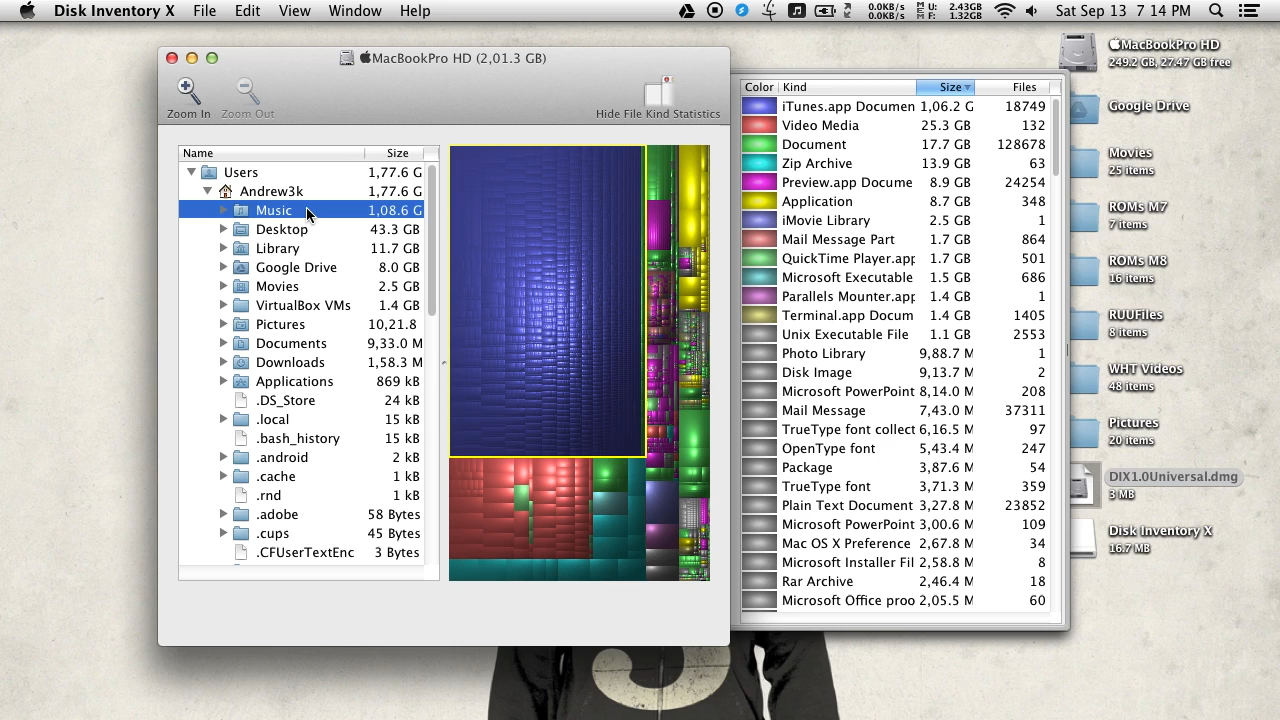 Disk Inventory X File Edit View Window Help
0.0KB/s 0.0KB/s M U : 2.43GB F : 1.32GB Sat Sep 13 7 14 PM
MacBookPro HD (2,01.3 GB)
Zoom In Zoom Out Hide File Kind Statistics
Name Size
Users 1,77.6 G
Andrew3k 1,77.6 G
Music 1,08.6 G
Desktop 43.3 GB
Library 11.7 GB
Google Drive 8.0 GB
Movies 2.5 GB
VirtualBox VMs 1.4 GB
Pictures 10,21.8
Documents 9,33.0 M
Downloads 1,58.3 M
Applications 869 kB
.DS_Store 24 kB
.local 15 kB
.bash_history 15 kB
.android 2 kB
.cache 1 kB
.rnd 1 kB
.adobe 58 Bytes
.cups 45 Bytes
.CFUserTextEnc 3 Bytes
Color Kind Size Files
iTunes.app Documen 1,06.2 G 18749
Video Media 25.3 GB 132
Document 17.7 GB 128678
Zip Archive 13.9 GB 63
Preview.app Docume 8.9 GB 24254
Application 8.7 GB 348
iMovie Library 2.5 GB 1
Mail Message Part 1.7 GB 864
QuickTime Player.app 1.7 GB 501
Microsoft Executable 1.5 GB 686
Parallels Mounter.app 1.4 GB 1
Terminal.app Docum 1.4 GB 1405
Unix Executable File 1.1 GB 2553
Photo Library 9,88.7 M 1
Disk Image 9,13.7 M 2
Microsoft PowerPoint 8,14.0 M 208
Mail Message 7,43.0 M 37311
TrueType font collect 6,16.5 M 97
OpenType font 5,43.4 M 247
Package 3,87.6 M 54
TrueType font 3,71.3 M 359
Plain Text Document 3,27.8 M 23852
Microsoft PowerPoint 3,00.6 M 109
Mac OS X Preference 2,67.8 M 34
Microsoft Installer Fil 2,58.8 M 8
Rar Archive 2,46.4 M 18
Microsoft Office proo 2,05.5 M 60
MacBookPro HD
249.2 GB, 27.47 GB free
Google Drive
Movies
25 items
ROMs M7
7 items
ROMs M8
16 items
RUUFiles
8 items
WHT Videos
48 items
Pictures
20 items
DIX1.0Universal.dmg
3 MB
Disk Inventory X
16.7 MB